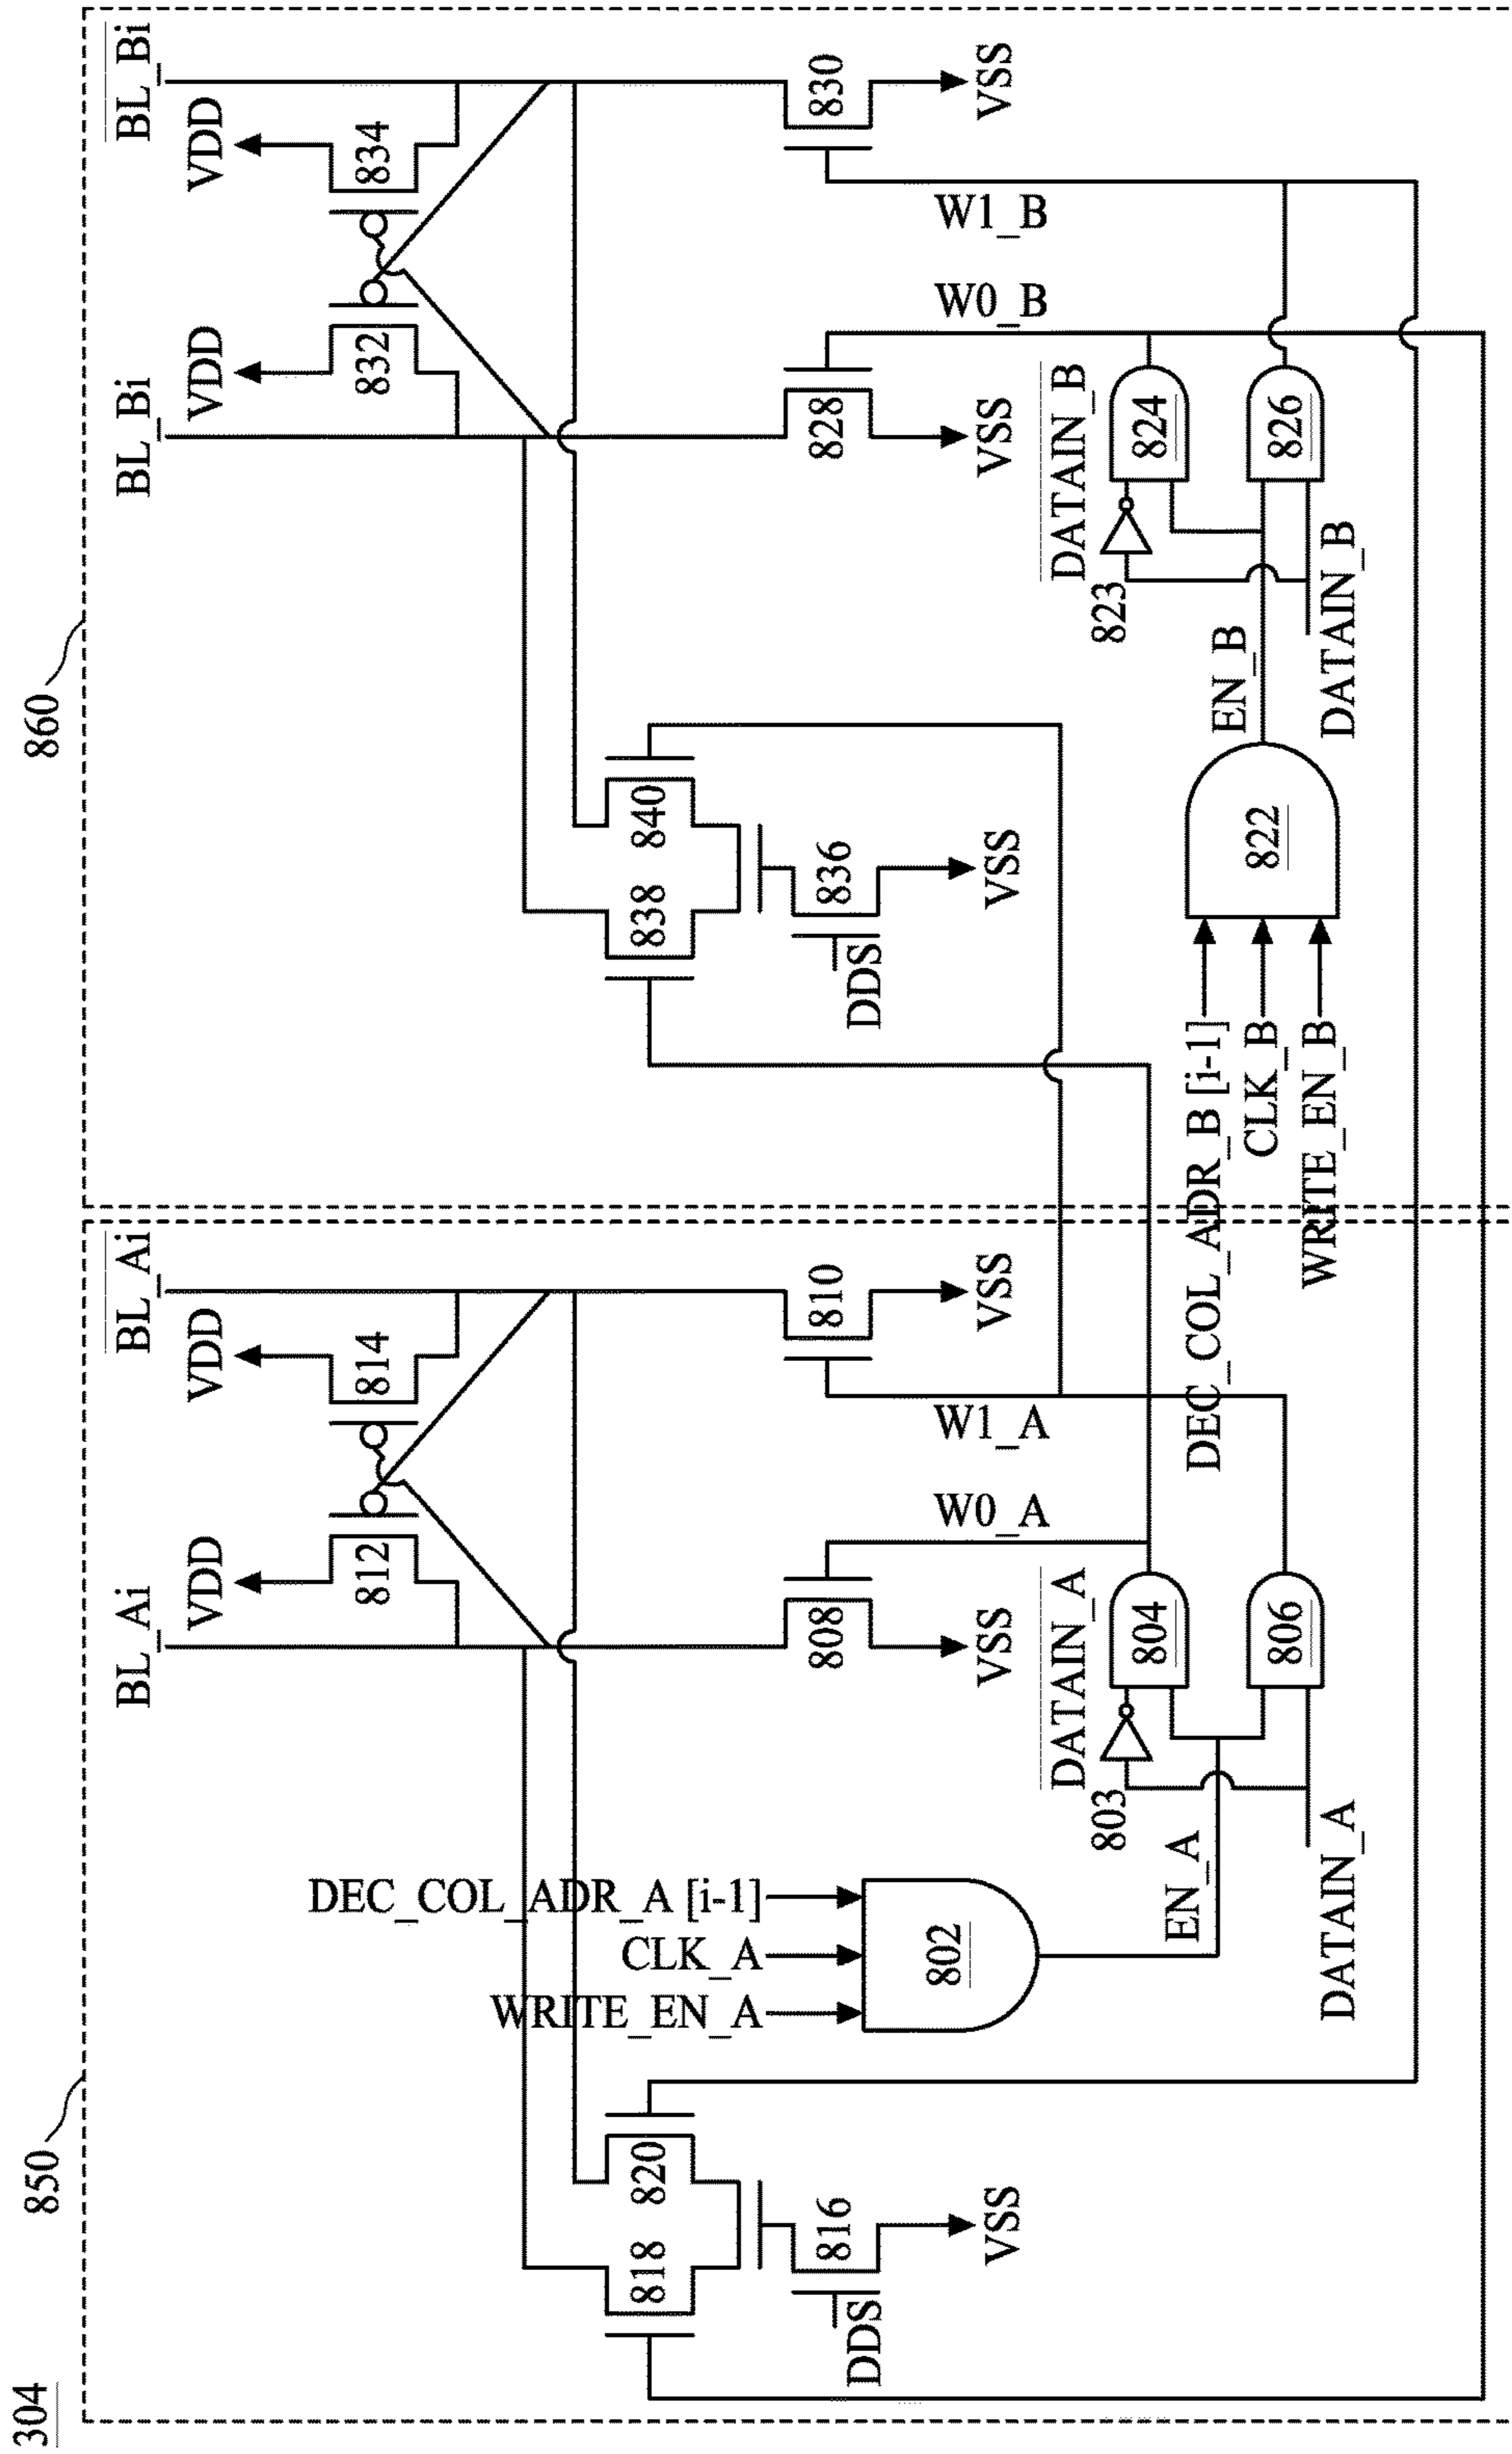 304
850
860
BL_Ai
BL_Ai
BL_Bi
BL_Bi
VDD
VDD
VDD
VDD
812
814
832
834
DEC_COL_ADR_A [i-1]
CLK_A
WRITE_EN_A
802
818
820
838
840
DDS
816
VSS
DDS
836
VSS
808
VSS
810
VSS
828
VSS
830
VSS
W0_A
W1_A
W0_B
W1_B
DATAIN_A
803
804
806
EN_A
DATAIN_A
DEC_COL_ADR_B [i-1]
CLK_B
WRITE_EN_B
822
EN_B
DATAIN_B
823
824
826
DATAIN_B